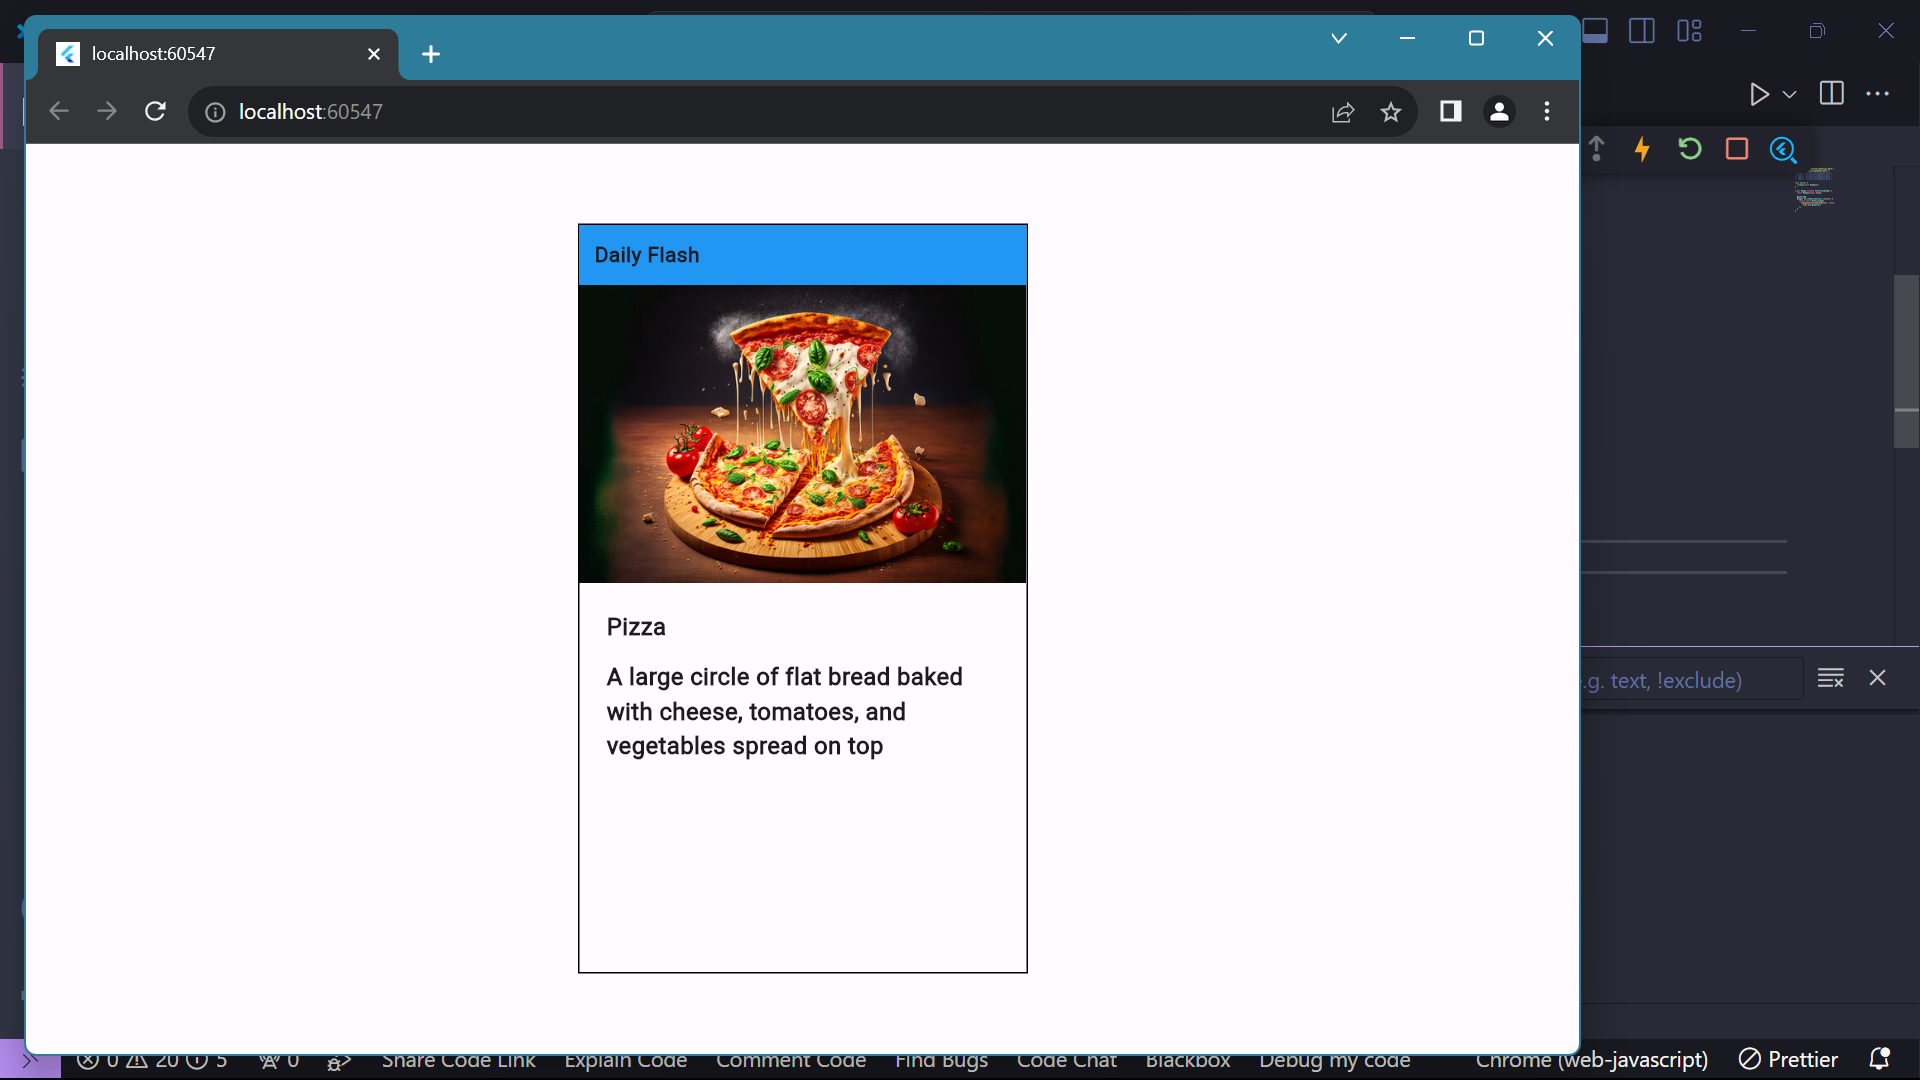 localhost:60547
localhost:60547
Daily Flash
Pizza
A large circle of flat bread baked
with cheese, tomatoes, and
vegetables spread on top
.g. text, !exclude)
0 20 5 0 Share Code Link Explain Code Comment Code Find Bugs Code Chat Blackbox Debug my code Chrome (web-javascript) Prettier